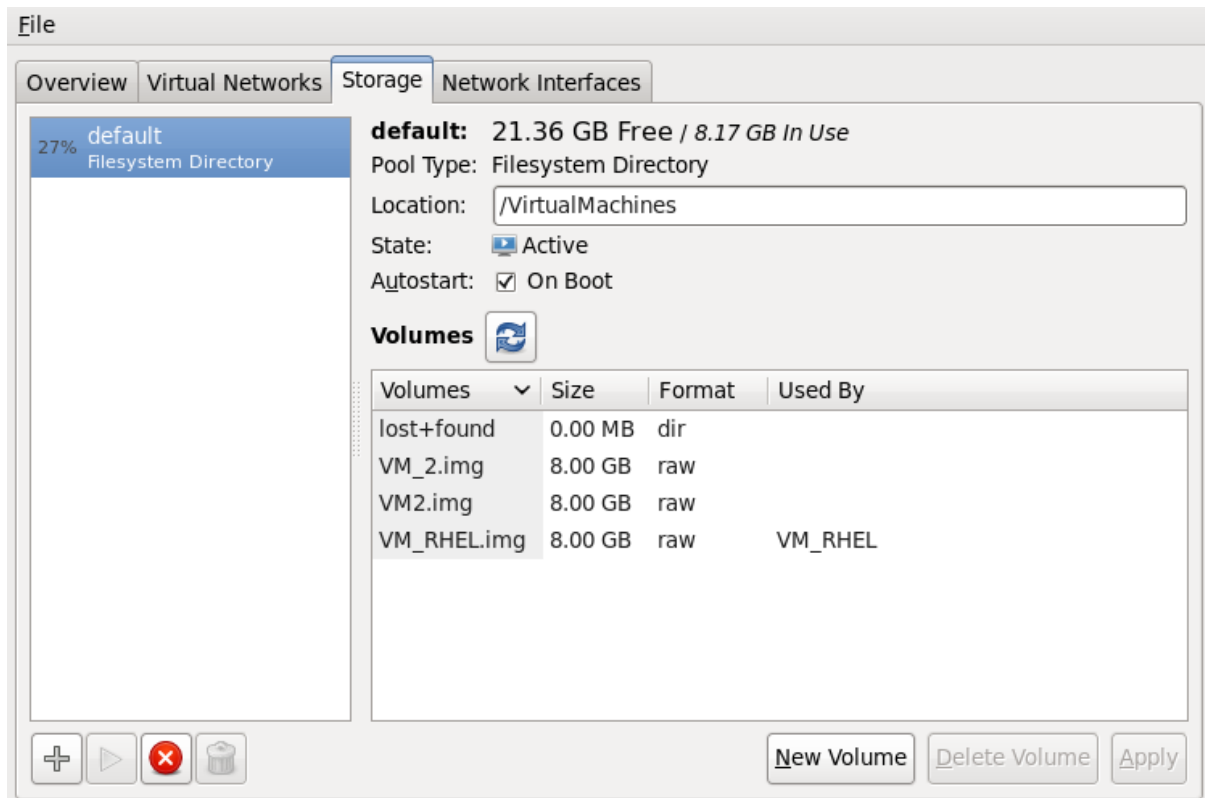 File
Overview Virtual Networks Storage Network Interfaces
27% default
Filesystem Directory
default: 21.36 GB Free / 8.17 GB In Use
Pool Type: Filesystem Directory
Location: /VirtualMachines
State: Active
Autostart: On Boot
Volumes
Volumes Size Format Used By
lost+found 0.00 MB dir
VM_2.img 8.00 GB raw
VM2.img 8.00 GB raw
VM_RHEL.img 8.00 GB raw VM_RHEL
New Volume Delete Volume Apply